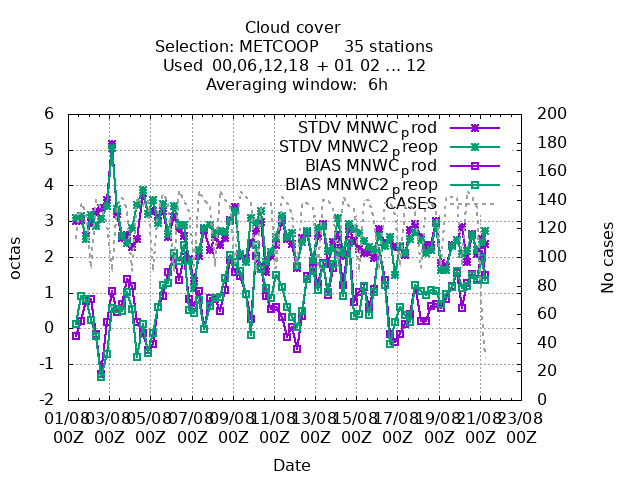 Cloud cover
Selection: METCOOP 35 stations
Used 00,06,12,18 + 01 02 ... 12
Averaging window: 6h
STDV MNWC_prod
STDV MNWC2_preop
BIAS MNWC_prod
BIAS MNWC2_preop
CASES
6
5
4
3
2
1
0
-1
-2
octas
200
180
160
140
120
100
80
60
40
20
0
No cases
01/08 03/08 05/08 07/08 09/08 11/08 13/08 15/08 17/08 19/08 21/08 23/08
00Z 00Z 00Z 00Z 00Z 00Z 00Z 00Z 00Z 00Z 00Z 00Z
Date